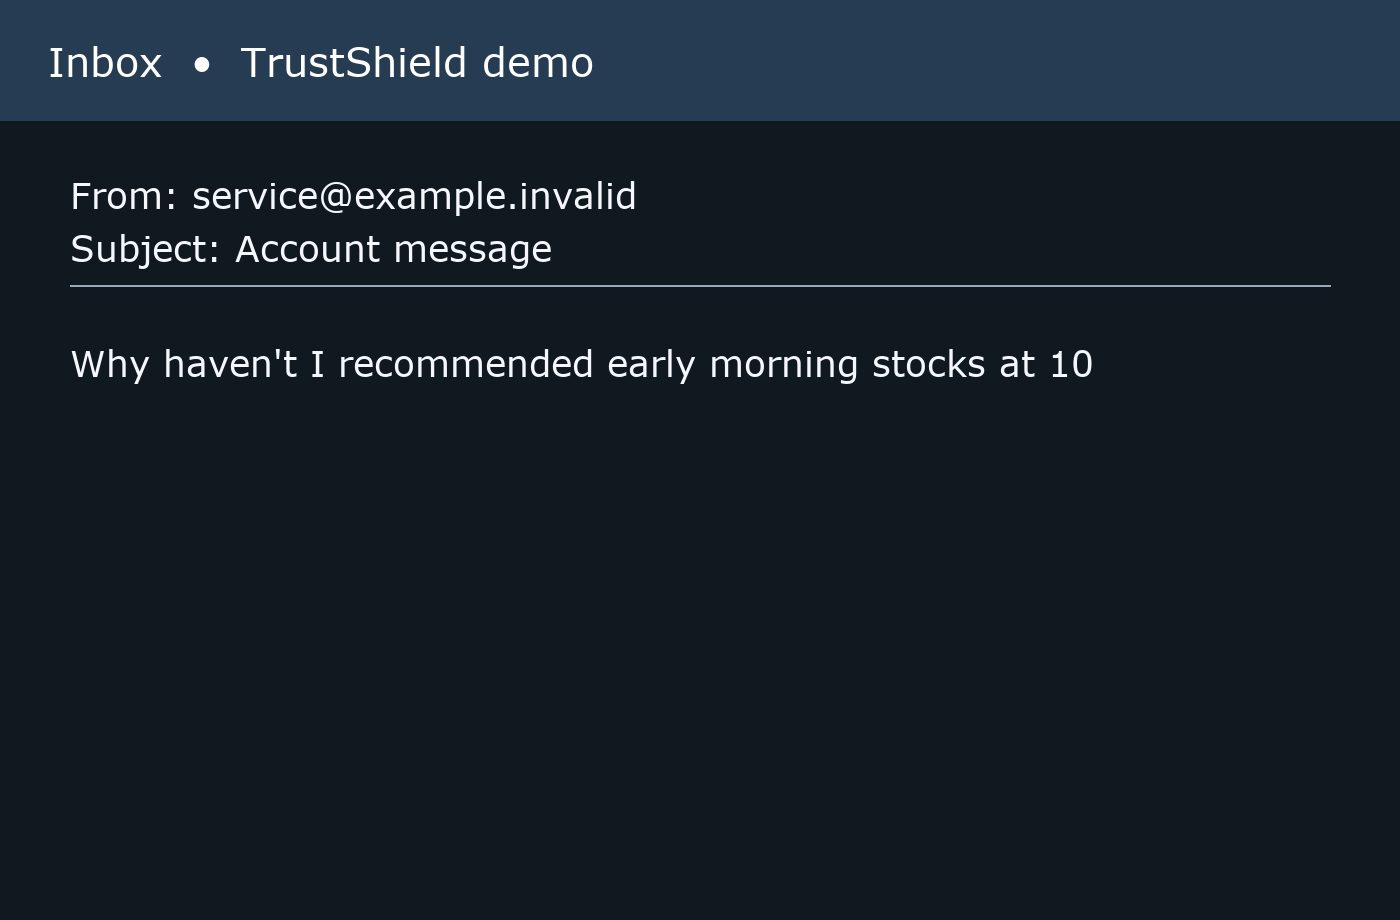 Inbox • TrustShield demo
From: service@example.invalid
Subject: Account message
Why haven't I recommended early morning stocks at 10